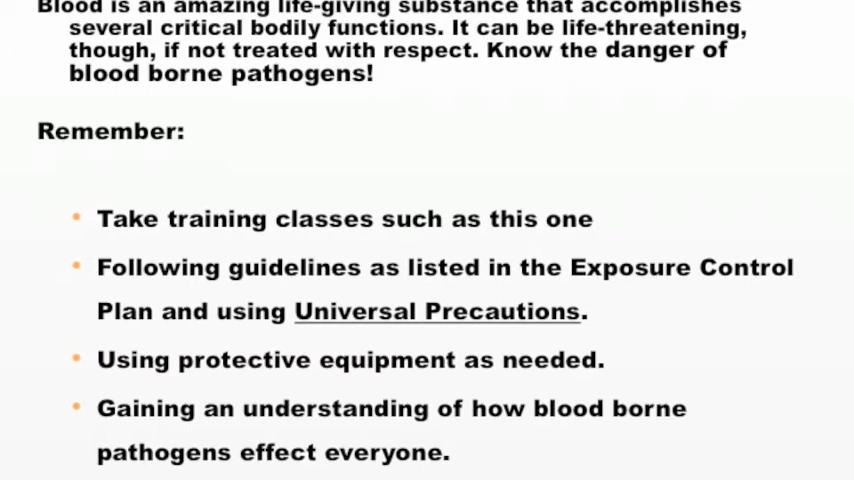 Blood is an amazing life-giving substance that accomplishes
several critical bodily functions. It can be life-threatening,
though, if not treated with respect. Know the danger of
blood borne pathogens!
Remember:
• Take training classes such as this one
• Following guidelines as listed in the Exposure Control
Plan and using Universal Precautions.
• Using protective equipment as needed.
• Gaining an understanding of how blood borne
pathogens effect everyone.